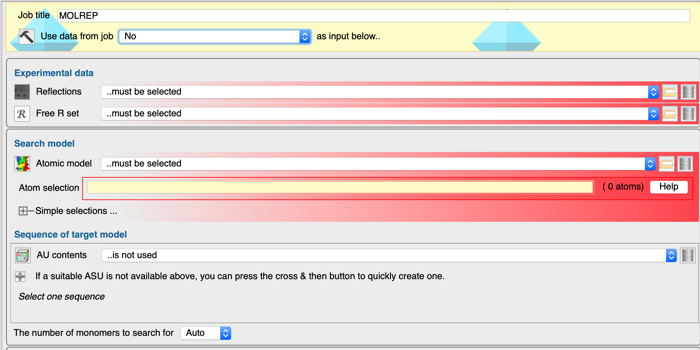 Job title MOLREP
Use data from job No as input below..
Experimental data
Reflections ..must be selected
R Free R set ..must be selected
Search model
Atomic model ..must be selected
Atom selection ( 0 atoms) Help
Simple selections ...
Sequence of target model
AU contents ..is not used
If a suitable ASU is not available above, you can press the cross & then button to quickly create one.
Select one sequence
The number of monomers to search for Auto